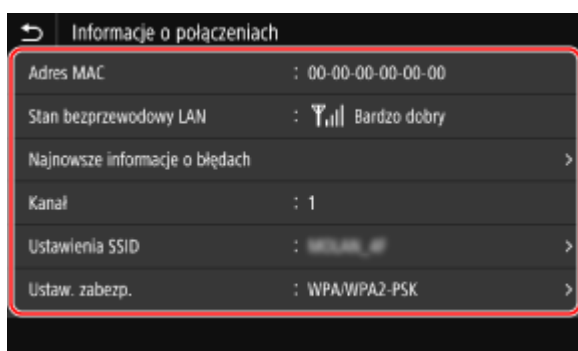 Informacje o połączeniach
Adres MAC : 00-00-00-00-00-00
Stan bezprzewodowy LAN : Bardzo dobry
Najnowsze informacje o błędach >
Kanał : 1
Ustawienia SSID : >
Ustaw. zabezp. : WPA/WPA2-PSK >